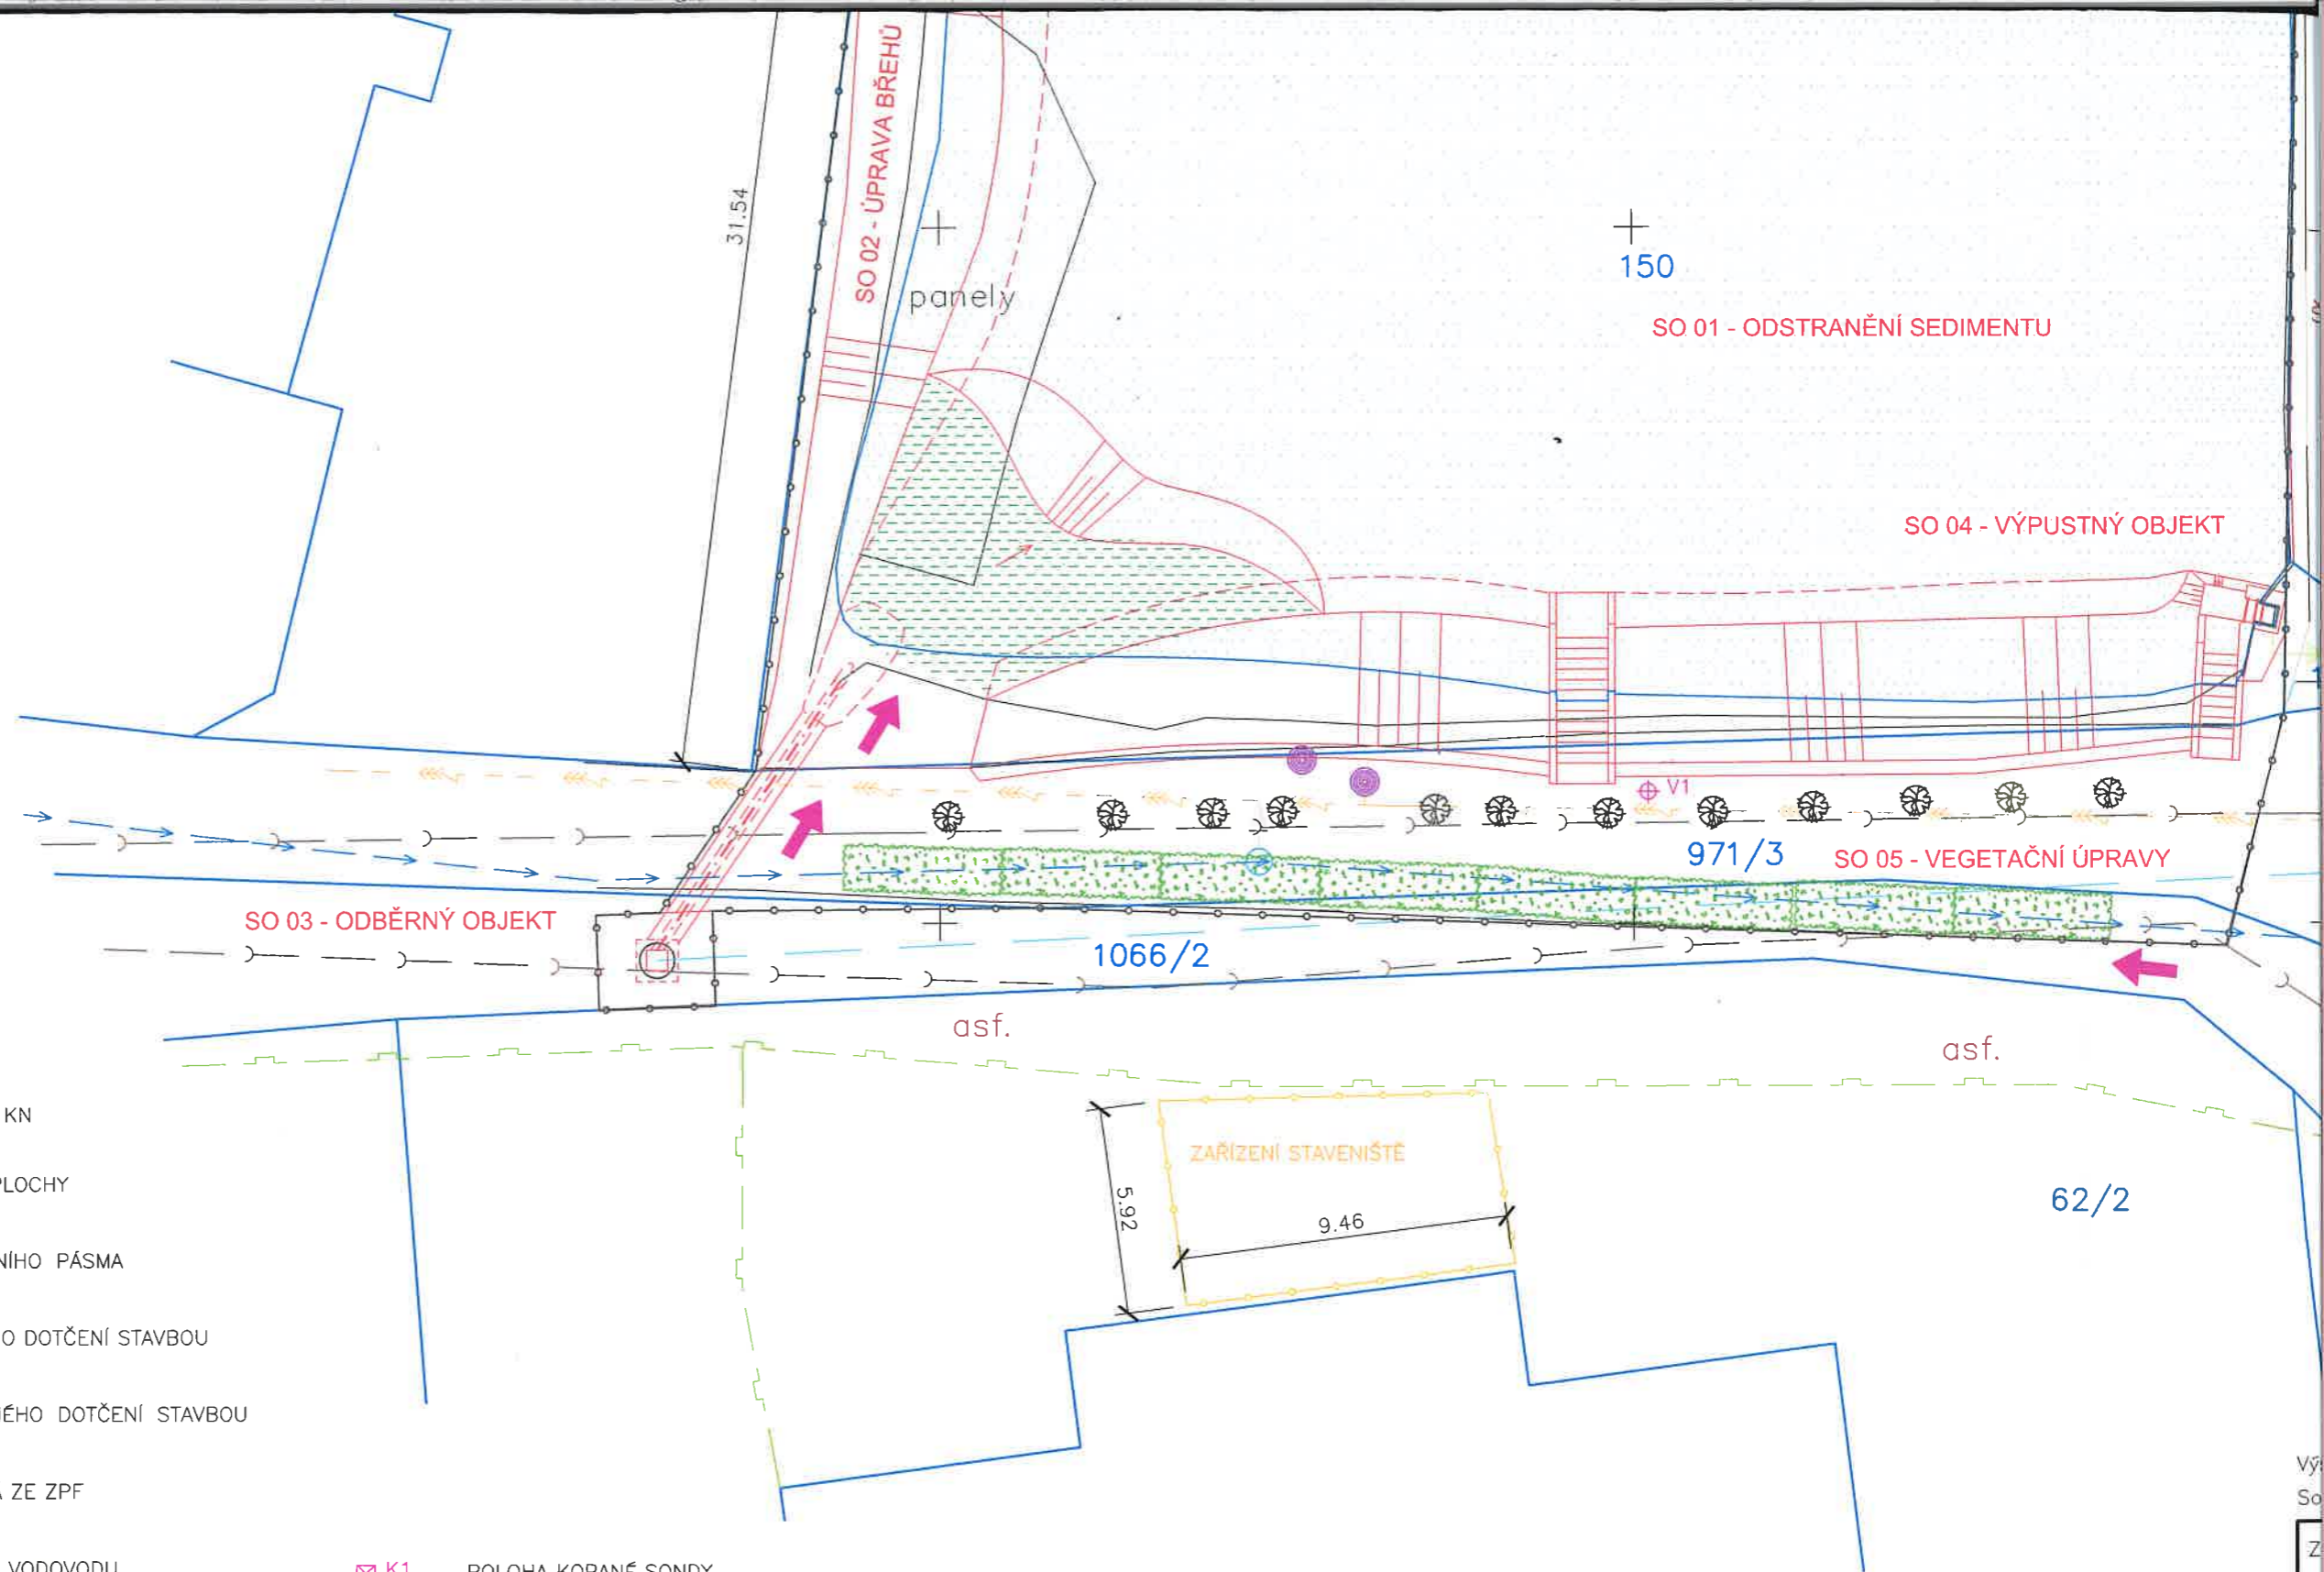 SO 02 - ÚPRAVA BŘEHŮ
31.54
panely
150
SO 01 - ODSTRANĚNÍ SEDIMENTU
SO 04 - VÝPUSTNÝ OBJEKT
V1
971/3
SO 05 - VEGETAČNÍ ÚPRAVY
SO 03 - ODBĚRNÝ OBJEKT
1066/2
asf.
asf.
KN
ZAŘÍZENÍ STAVENIŠTĚ
PLOCHY
5.92
9.46
62/2
NÍHO PÁSMA
O DOTČENÍ STAVBOU
ÉHO DOTČENÍ STAVBOU
ZE ZPF
VODOVODU
K1
POLOHA KOPANÉ SONDY